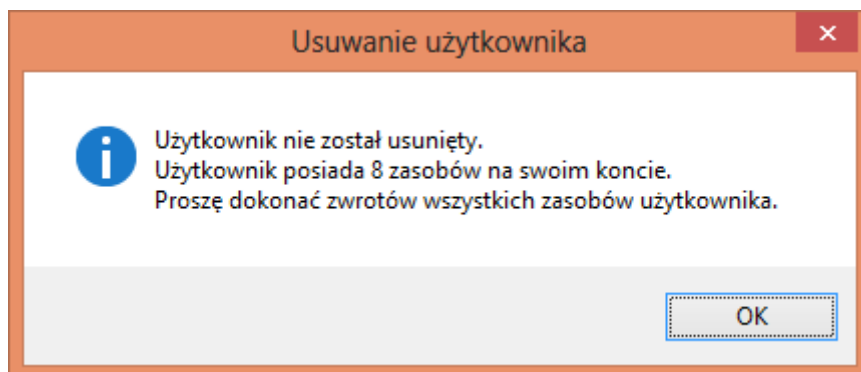 Usuwanie użytkownika
Użytkownik nie został usunięty.
Użytkownik posiada 8 zasobów na swoim koncie.
Proszę dokonać zwrotów wszystkich zasobów użytkownika.
OK